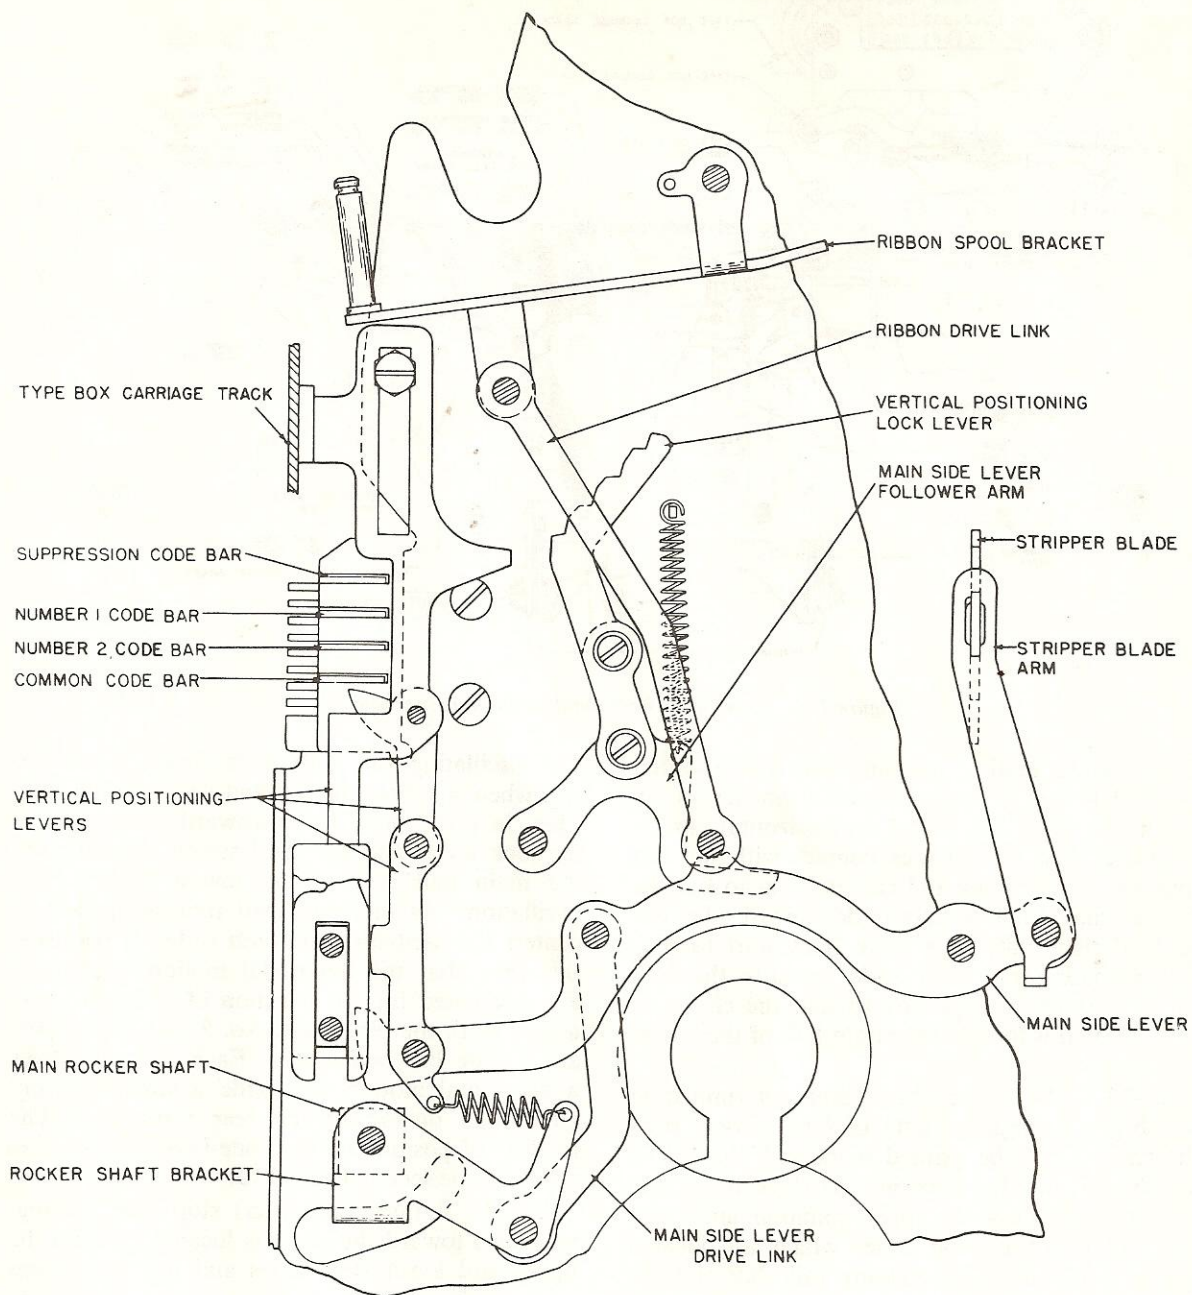 RIBBON SPOOL BRACKET
RIBBON DRIVE LINK
TYPE BOX CARRIAGE TRACK
VERTICAL POSITIONING
LOCK LEVER
MAIN SIDE LEVER
FOLLOWER ARM
SUPPRESSION CODE BAR
STRIPPER BLADE
NUMBER 1 CODE BAR
NUMBER 2 CODE BAR
STRIPPER BLADE
ARM
COMMON CODE BAR
VERTICAL POSITIONING
LEVERS
MAIN SIDE LEVER
MAIN ROCKER SHAFT
ROCKER SHAFT BRACKET
MAIN SIDE LEVER
DRIVE LINK